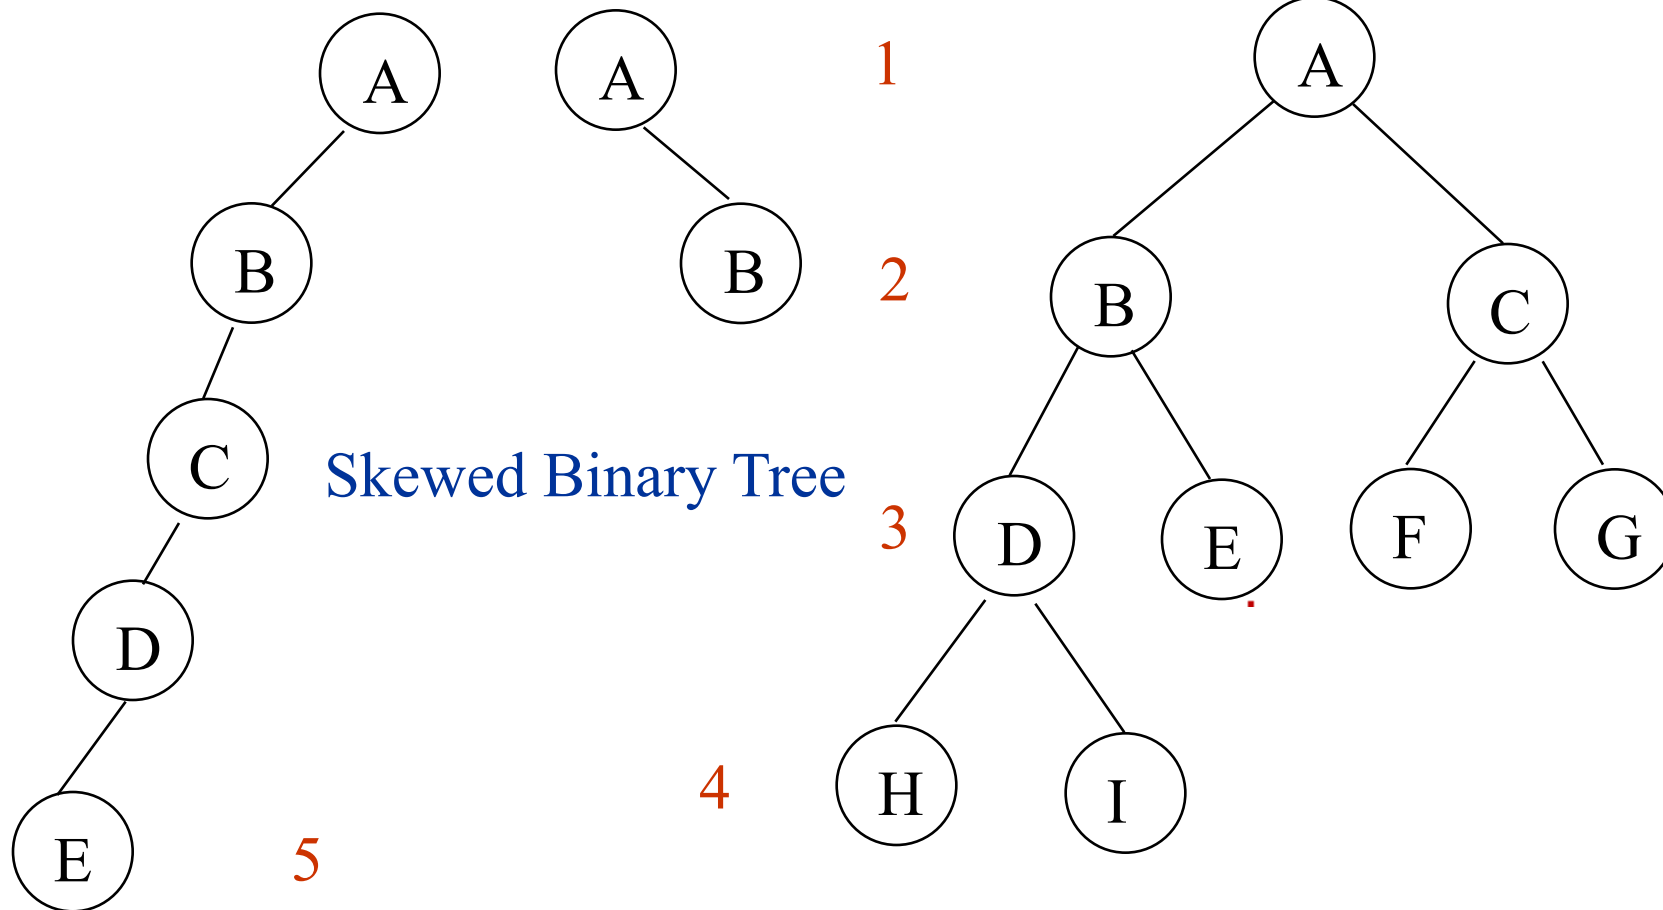 A A 1 A
B B 2 B C
C Skewed Binary Tree 3 D E F G
D
4 H I
E 5